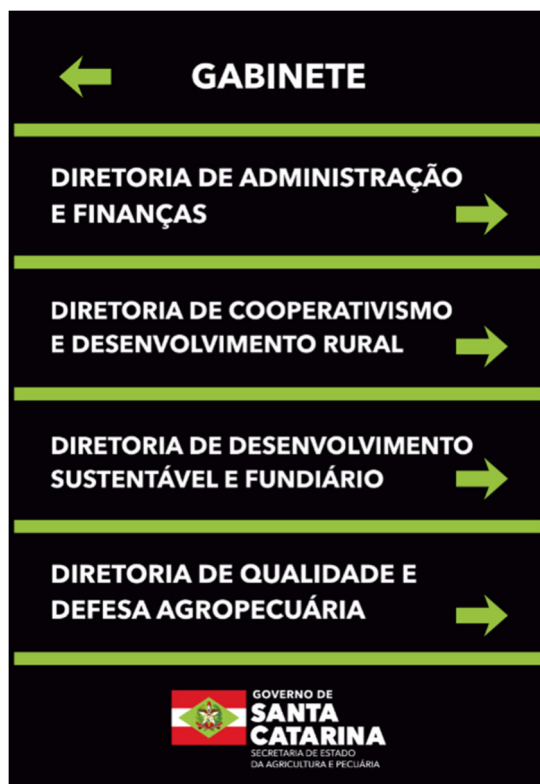 GABINETE
DIRETORIA DE ADMINISTRAÇÃO
E FINANÇAS
DIRETORIA DE COOPERATIVISMO
E DESENVOLVIMENTO RURAL
DIRETORIA DE DESENVOLVIMENTO
SUSTENTÁVEL E FUNDIÁRIO
DIRETORIA DE QUALIDADE E
DEFESA AGROPECUÁRIA
GOVERNO DE
SANTA
CATARINA
SECRETARIA DE ESTADO
DA AGRICULTURA E PECUÁRIA